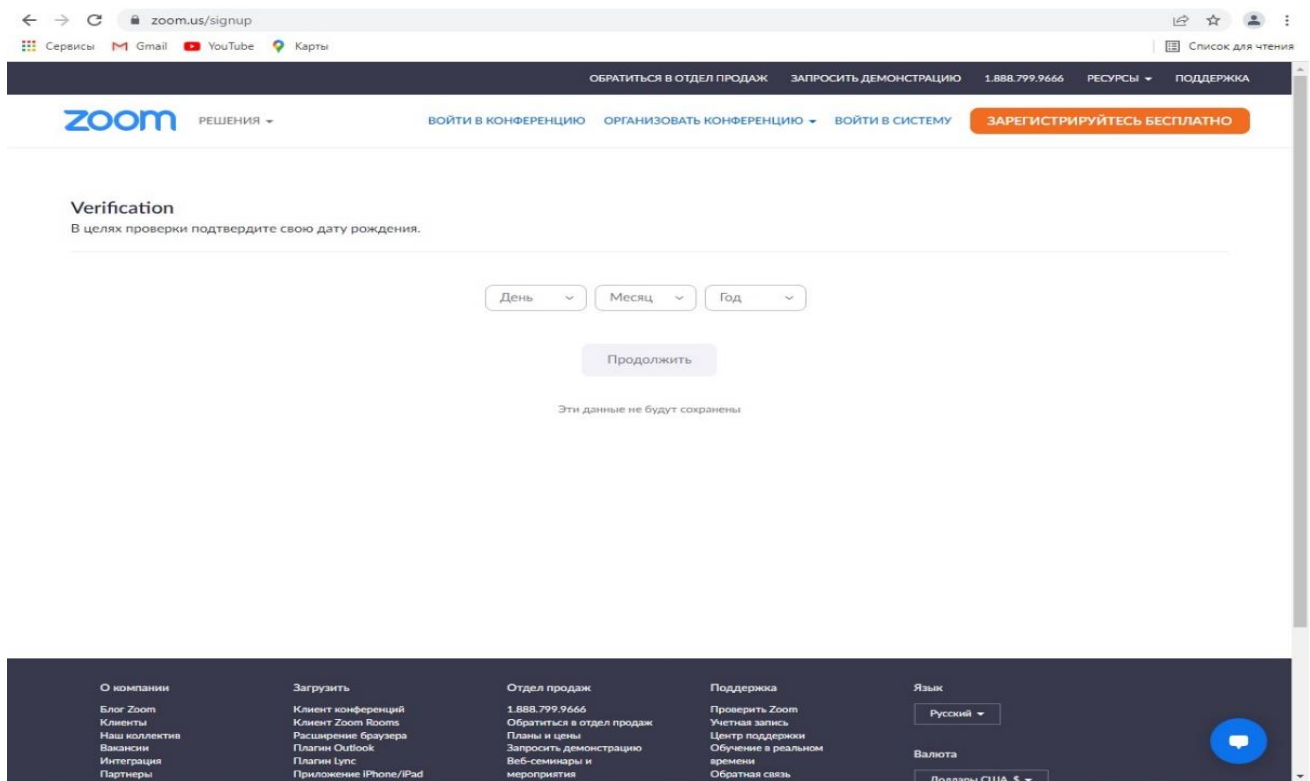 zoom.us/signup
Сервисы Gmail YouTube Карты Список для чтения
ОБРАТИТЬСЯ В ОТДЕЛ ПРОДАЖ ЗАПРОСИТЬ ДЕМОНСТРАЦИЮ 1.888.799.9666 РЕСУРСЫ ПОДДЕРЖКА
zoom РЕШЕНИЯ ВОЙТИ В КОНФЕРЕНЦИЮ ОРГАНИЗОВАТЬ КОНФЕРЕНЦИЮ ВОЙТИ В СИСТЕМУ ЗАРЕГИСТРИРУЙТЕСЬ БЕСПЛАТНО
Verification
В целях проверки подтвердите свою дату рождения.
День Месяц Год
Продолжить
Эти данные не будут сохранены
О компании
Блог Zoom
Клиенты
Наш коллектив
Вакансии
Интеграция
Партнеры
Загрузить
Клиент конференций
Клиент Zoom Rooms
Расширение браузера
Плагин Outlook
Плагин Lync
Приложение iPhone/iPad
Отдел продаж
1.888.799.9666
Обратиться в отдел продаж
Планы и цены
Запросить демонстрацию
Веб-семинары и
мероприятия
Поддержка
Проверить Zoom
Учетная запись
Центр поддержки
Обучение в реальном
времени
Обратная связь
Язык
Русский
Валюта
Доллары США $